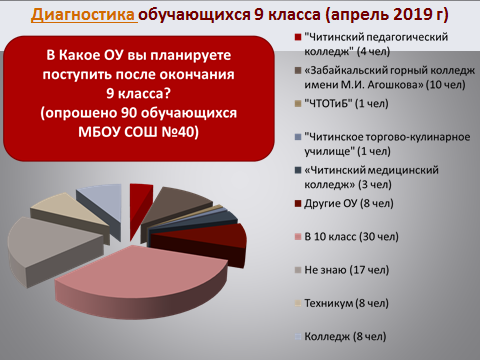 Диагностика обучающихся 9 класса (апрель 2019 г)
В Какое ОУ вы планируете
поступить после окончания
9 класса?
(опрошено 90 обучающихся
МБОУ СОШ №40)
"Читинский педагогический
колледж" (4 чел)
«Забайкальский горный колледж
имени М.И. Агошкова» (10 чел)
"ЧТОТиБ" (1 чел)
"Читинское торгово-кулинарное
училище" (1 чел)
«Читинский медицинский
колледж» (3 чел)
Другие ОУ (8 чел)
В 10 класс (30 чел)
Не знаю (17 чел)
Техникум (8 чел)
Колледж (8 чел)